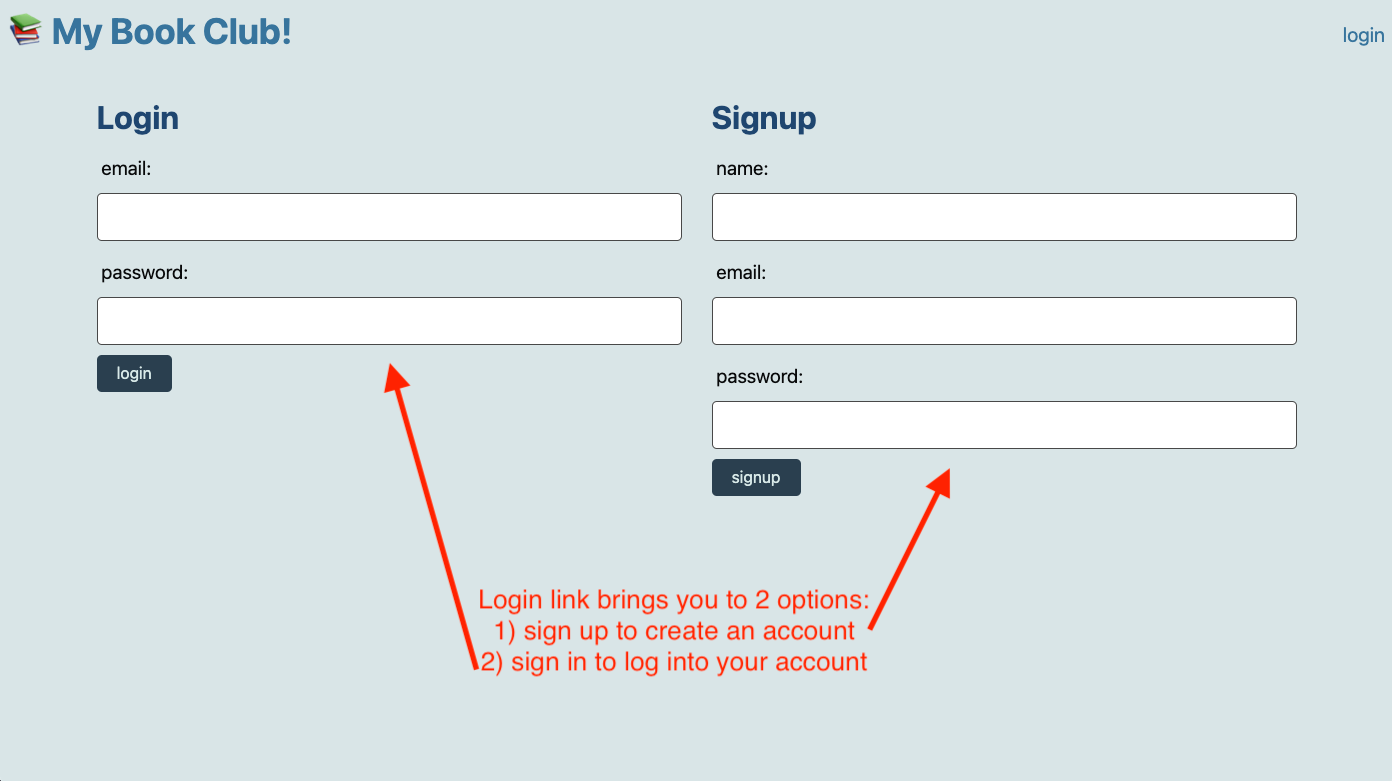 My Book Club!
login
Login
email:
password:
login
Signup
name:
email:
password:
signup
Login link brings you to 2 options:
1) sign up to create an account
2) sign in to log into your account